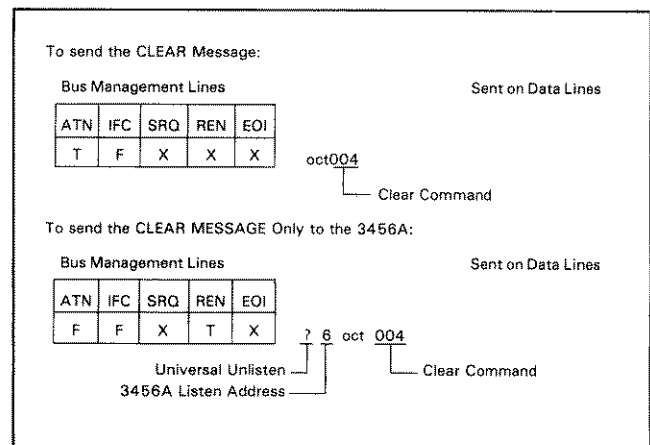 To send the CLEAR Message:
Bus Management Lines Sent on Data Lines
ATN IFC SRQ REN EOI
T F X X X
oct004
Clear Command
To send the CLEAR MESSAGE Only to the 3456A:
Bus Management Lines Sent on Data Lines
ATN IFC SRQ REN EOI
F F X T X
? 6 oct 004
Universal Unlisten Clear Command
3456A Listen Address